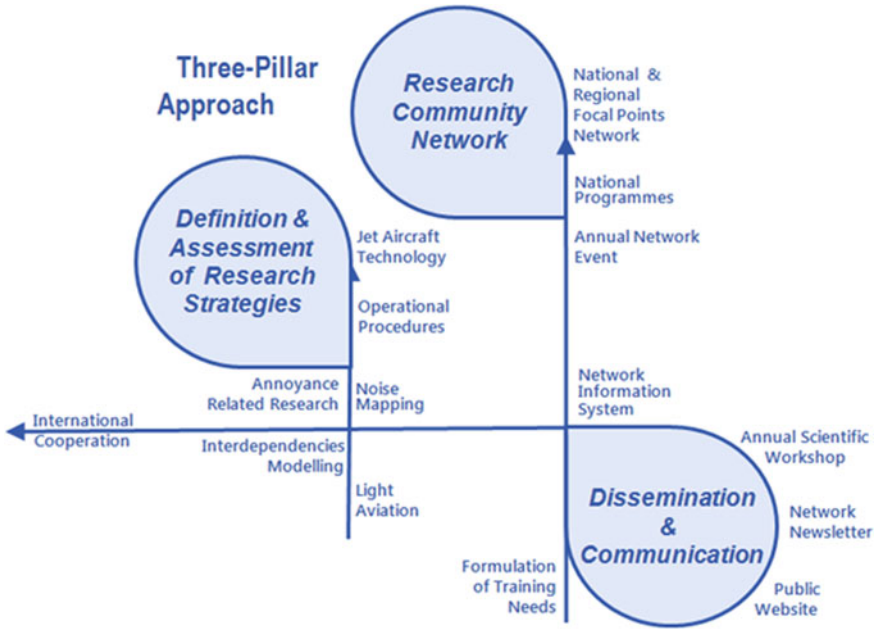 Three-Pillar
Approach
Research
Community
Network
National &
Regional
Focal Points
Network
National
Programmes
Annual Network
Event
Definition &
Assessment
of Research
Strategies
Jet Aircraft
Technology
Operational
Procedures
Annoyance
Related Research
Noise
Mapping
Network
Information
System
International
Cooperation
Interdependencies
Modelling
Light
Aviation
Annual Scientific
Workshop
Dissemination
&
Communication
Network
Newsletter
Formulation
of Training
Needs
Public
Website